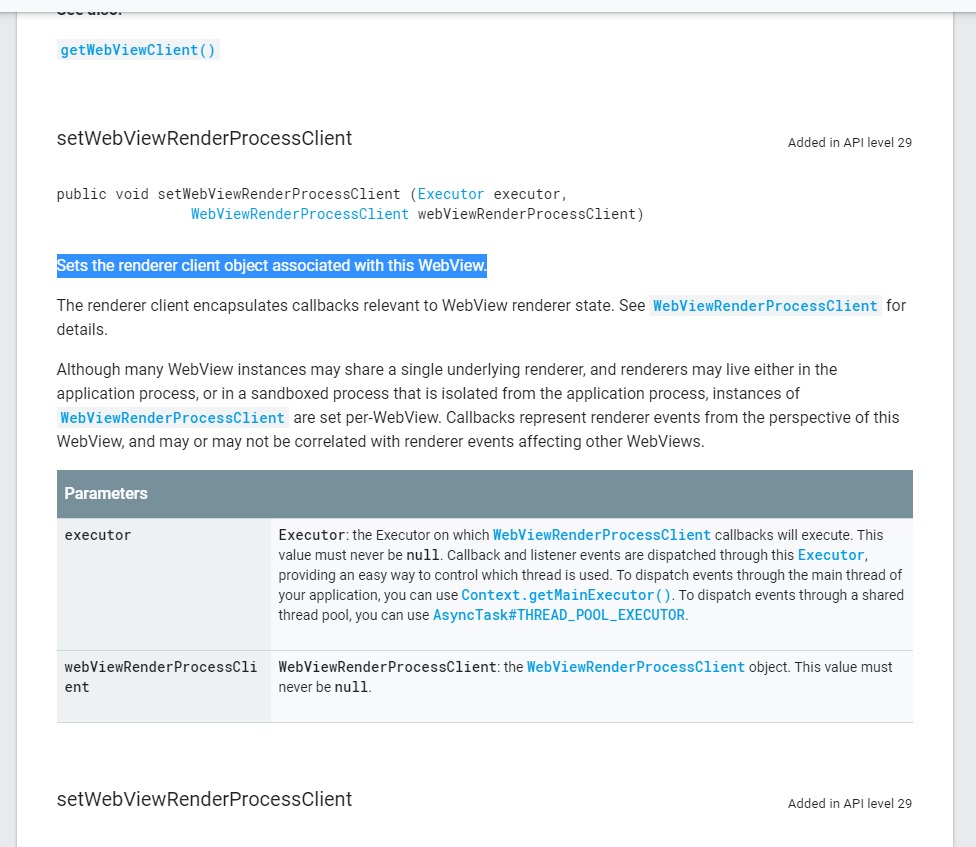 See also:
getWebViewClient()
setWebViewRenderProcessClient
Added in API level 29
public void setWebViewRenderProcessClient (Executor executor,
WebViewRenderProcessClient webViewRenderProcessClient)
Sets the renderer client object associated with this WebView.
The renderer client encapsulates callbacks relevant to WebView renderer state. See WebViewRenderProcessClient for
details.
Although many WebView instances may share a single underlying renderer, and renderers may live either in the
application process, or in a sandboxed process that is isolated from the application process, instances of
WebViewRenderProcessClient are set per-WebView. Callbacks represent renderer events from the perspective of this
WebView, and may or may not be correlated with renderer events affecting other WebViews.
Parameters
executor
Executor: the Executor on which WebViewRenderProcessClient callbacks will execute. This
value must never be null. Callback and listener events are dispatched through this Executor,
providing an easy way to control which thread is used. To dispatch events through the main thread of
your application, you can use Context.getMainExecutor(). To dispatch events through a shared
thread pool, you can use AsyncTask#THREAD_POOL_EXECUTOR.
webViewRenderProcessCli
ent
WebViewRenderProcessClient: the WebViewRenderProcessClient object. This value must
never be null.
setWebViewRenderProcessClient
Added in API level 29